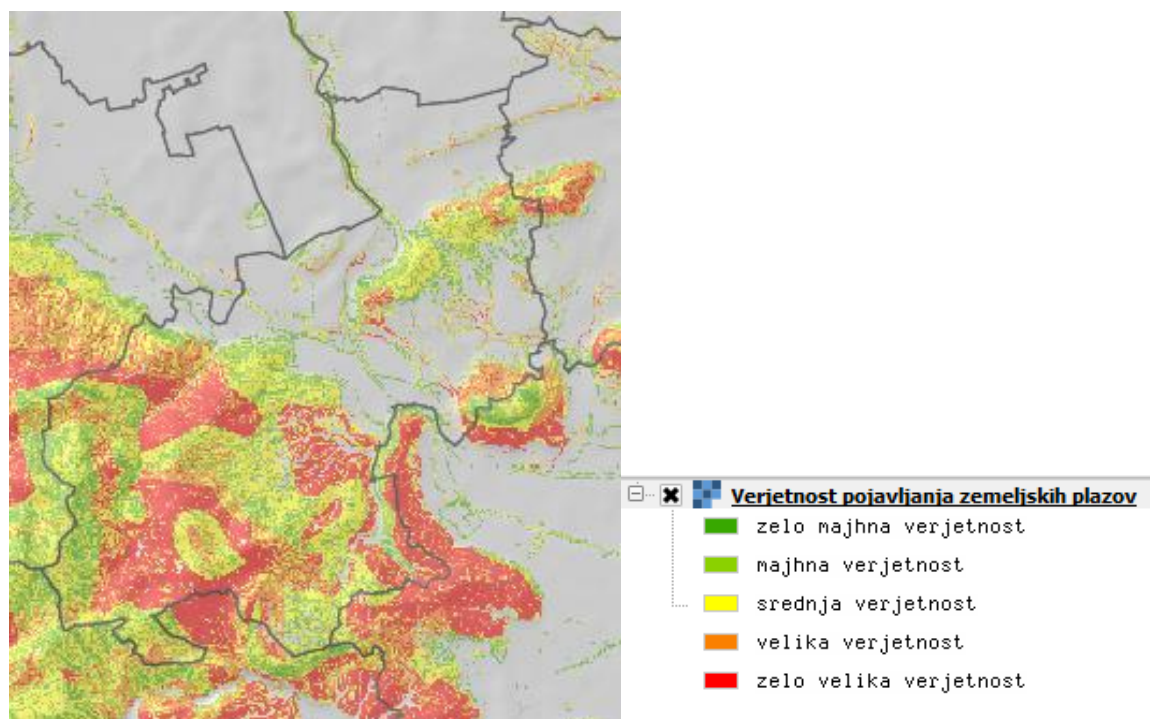 Verjetnost pojavljanja zemeljskih plazov
zelo majhna verjetnost
majhna verjetnost
srednja verjetnost
velika verjetnost
zelo velika verjetnost